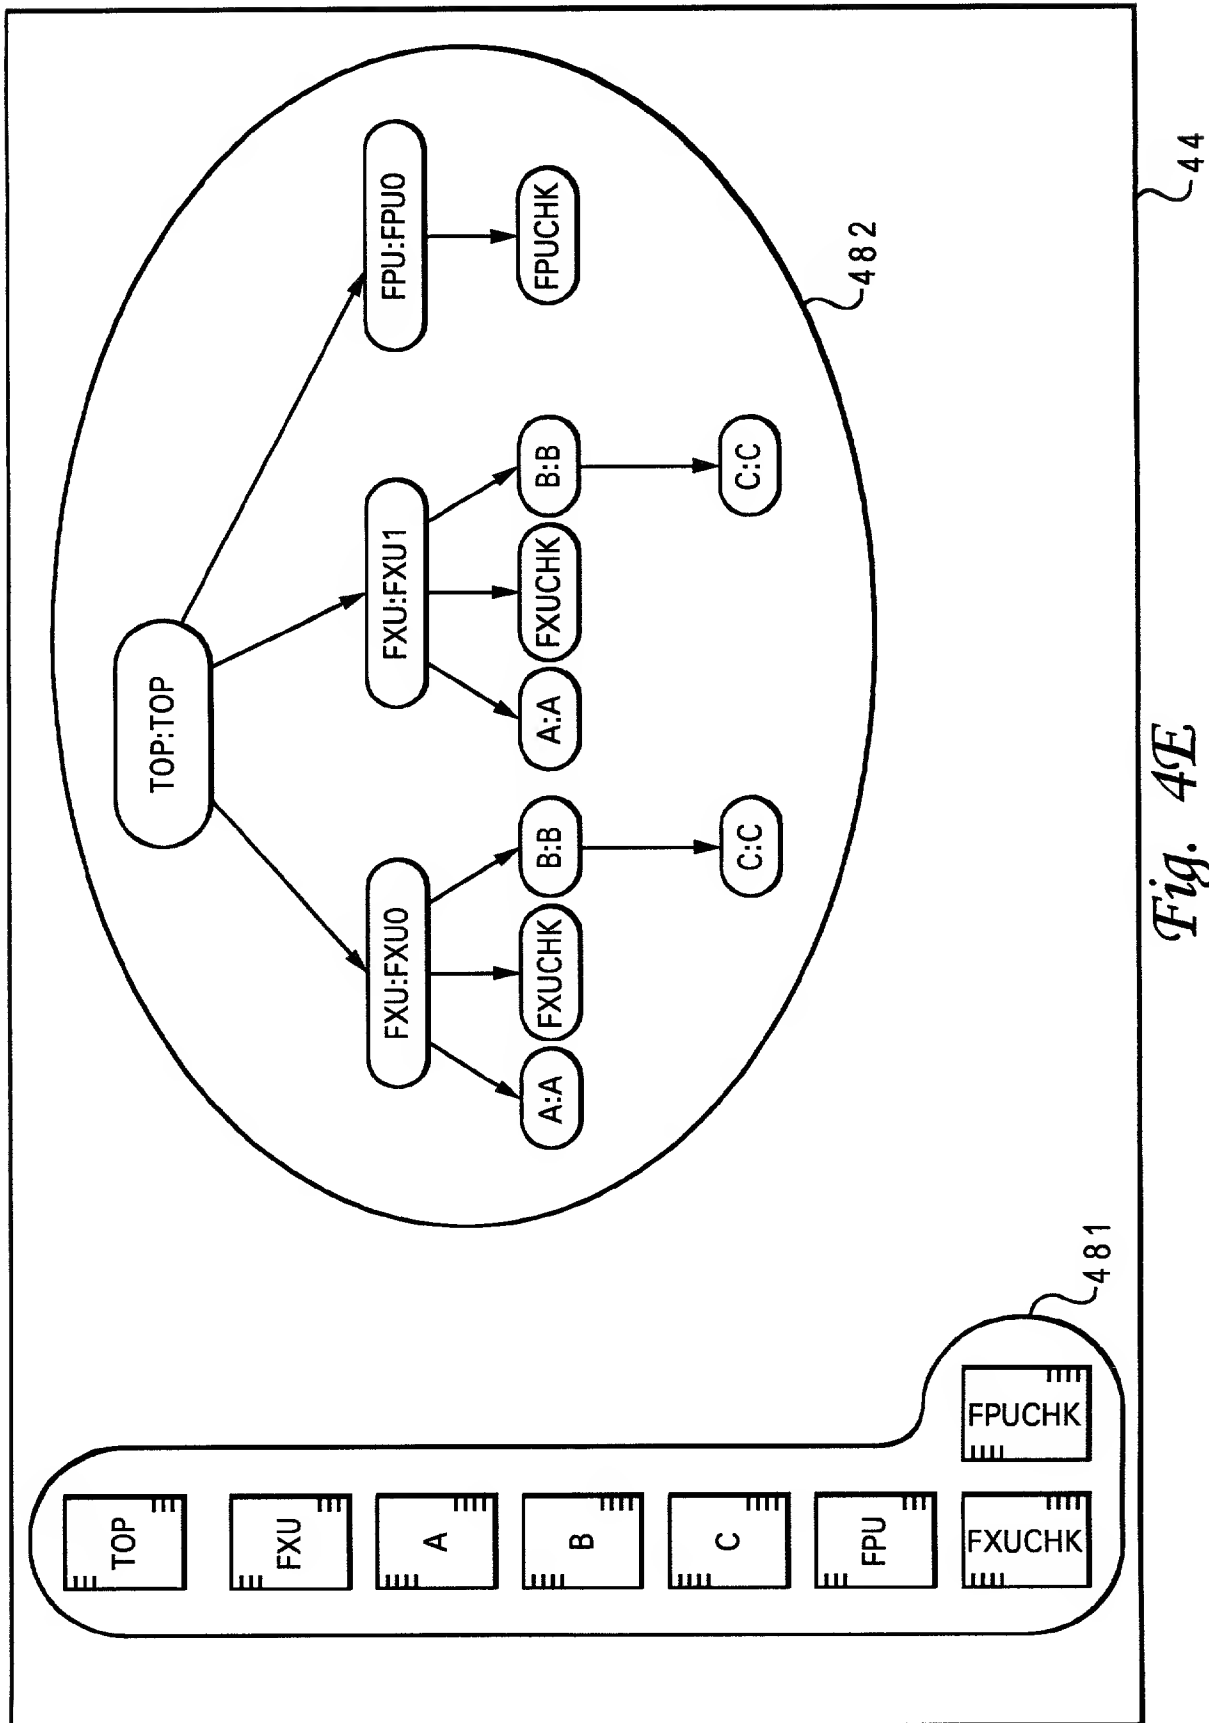 TOP
FXU
A
B
C
FPU
FXUCHK
FPUCHK
481
TOP:TOP
FXU:FXU0
FXU:FXU1
FPU:FPU0
A:A
FXUCHK
B:B
A:A
FXUCHK
B:B
FPUCHK
C:C
C:C
482
44
Fig. 4E